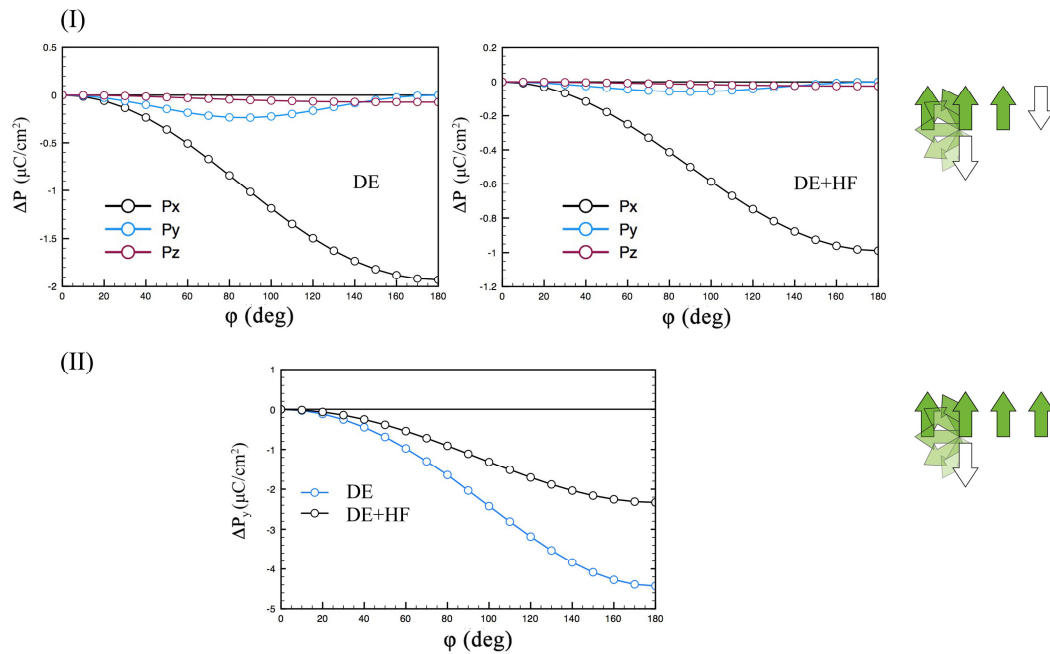 (I)
0.5
0
-0.5
-1
-1.5
-2
ΔP (μC/cm²)
DE
Px
Py
Pz
0 20 40 60 80 100 120 140 160 180
φ (deg)
0.2
0
-0.2
-0.4
-0.6
-0.8
-1
-1.2
ΔP (μC/cm²)
DE+HF
Px
Py
Pz
0 20 40 60 80 100 120 140 160 180
φ (deg)
(II)
1
0
-1
-2
-3
-4
-5
ΔPy (μC/cm²)
DE
DE+HF
0 20 40 60 80 100 120 140 160 180
φ (deg)